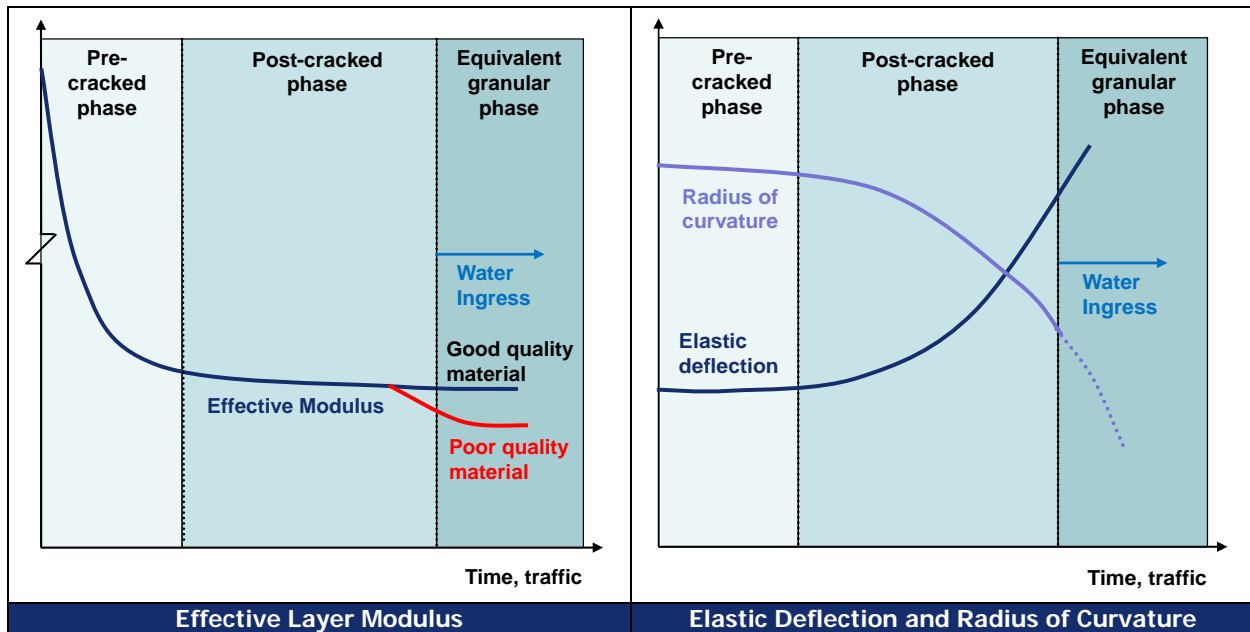 Pre-
cracked
phase
Post-cracked
phase
Equivalent
granular
phase
Water
Ingress
Good quality
material
Effective Modulus
Poor quality
material
Time, traffic
Effective Layer Modulus
Pre-
cracked
phase
Post-cracked
phase
Equivalent
granular
phase
Radius of
curvature
Water
Ingress
Elastic
deflection
Time, traffic
Elastic Deflection and Radius of Curvature